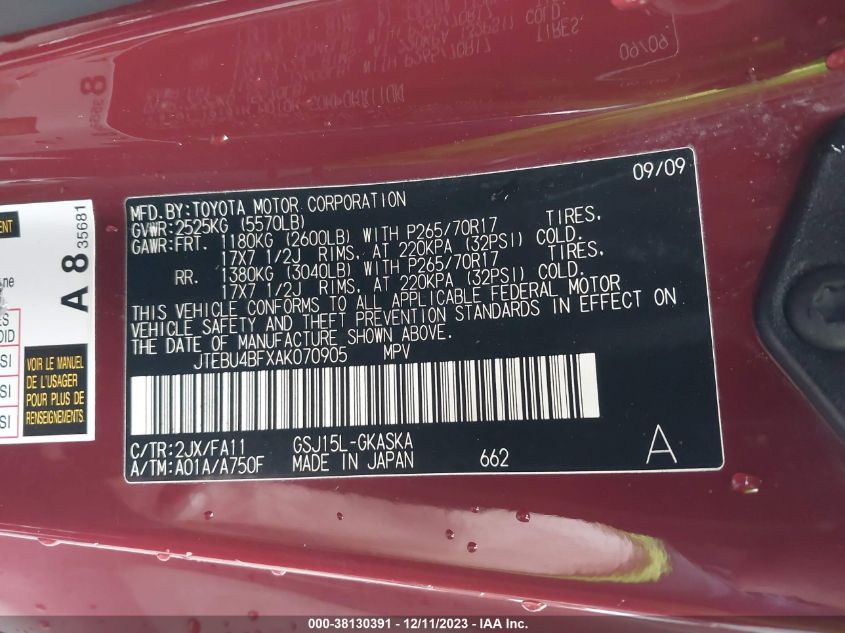 09/09
MFD. BY: TOYOTA MOTOR CORPORATION
GVWR: 2525KG (5570LB)
GAWR: FRT. 1180KG (2600LB) WITH P265/70R17 TIRES,
17X7 1/2J RIMS, AT 220KPA (32PSI) COLD.
RR. 1380KG (3040LB) WITH P265/70R17 TIRES,
17X7 1/2J RIMS, AT 220KPA (32PSI) COLD.
THIS VEHICLE CONFORMS TO ALL APPLICABLE FEDERAL MOTOR
VEHICLE SAFETY AND THEFT PREVENTION STANDARDS IN EFFECT ON
THE DATE OF MANUFACTURE SHOWN ABOVE.
JTEBU4BFXAK070905 MPV
C/TR: 2JX/FA11 GSJ15L-GKASKA
A/TM: A01A/A750F MADE IN JAPAN 662 A
A 8 35681
VOIR LE MANUEL
DE L'USAGER
POUR PLUS DE
RENSEIGNEMENTS.
000-38130391 - 12/11/2023 - IAA Inc.